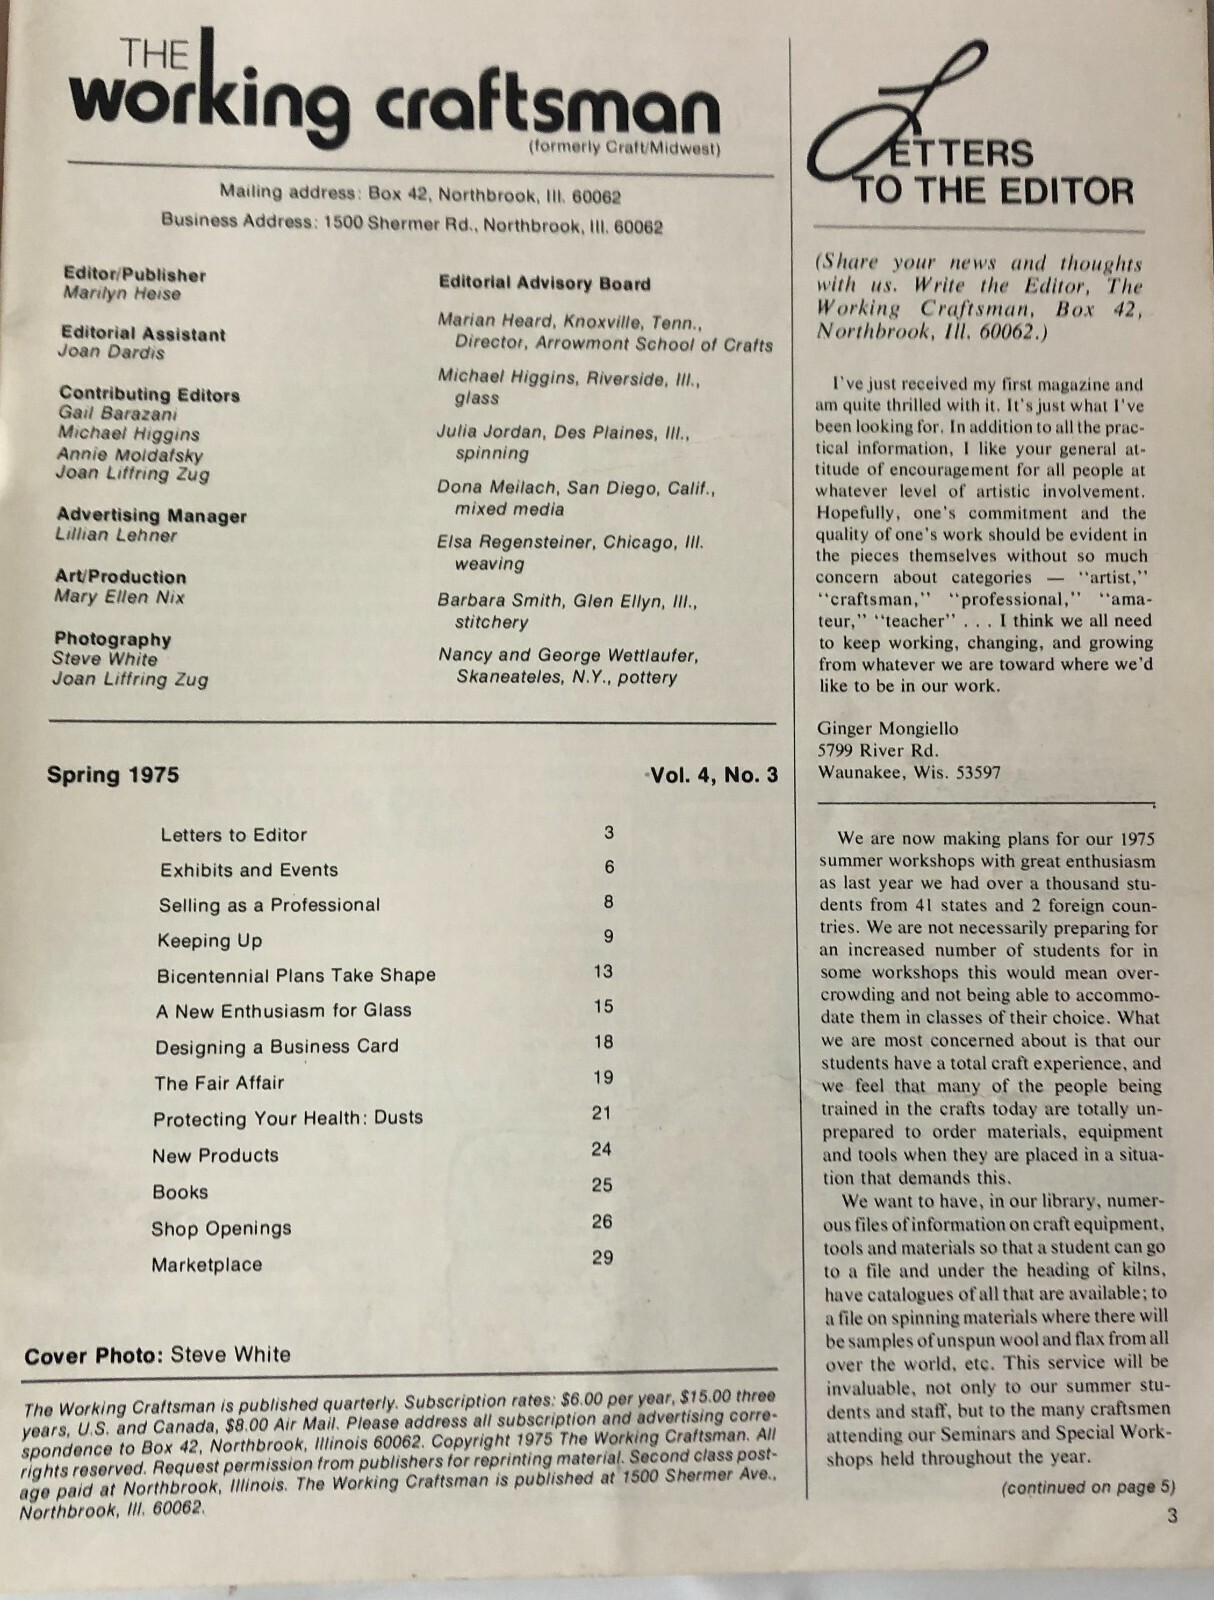 THE
working craftsman
(formerly Craft/Midwest)
Mailing address: Box 42, Northbrook, Ill. 60062
Business Address: 1500 Shermer Rd., Northbrook, Ill. 60062
Editor/Publisher
Marilyn Heise
Editorial Assistant
Joan Dardis
Contributing Editors
Gail Barazani
Michael Higgins
Annie Moldafsky
Joan Liffring Zug
Advertising Manager
Lillian Lehner
Art/Production
Mary Ellen Nix
Photography
Steve White
Joan Liffring Zug
Editorial Advisory Board
Marian Heard, Knoxville, Tenn.,
Director, Arrowmont School of Crafts
Michael Higgins, Riverside, Ill.,
glass
Julia Jordan, Des Plaines, Ill.,
spinning
Dona Meilach, San Diego, Calif.,
mixed media
Elsa Regensteiner, Chicago, Ill.
weaving
Barbara Smith, Glen Ellyn, Ill.,
stitchery
Nancy and George Wettlaufer,
Skaneateles, N.Y., pottery
Spring 1975 Vol. 4, No. 3
Letters to Editor 3
Exhibits and Events 6
Selling as a Professional 8
Keeping Up 9
Bicentennial Plans Take Shape 13
A New Enthusiasm for Glass 15
Designing a Business Card 18
The Fair Affair 19
Protecting Your Health: Dusts 21
New Products 24
Books 25
Shop Openings 26
Marketplace 29
Cover Photo: Steve White
The Working Craftsman is published quarterly. Subscription rates: $6.00 per year, $15.00 three
years, U.S. and Canada, $8.00 Air Mail. Please address all subscription and advertising corre-
spondence to Box 42, Northbrook, Illinois 60062. Copyright 1975 The Working Craftsman. All
rights reserved. Request permission from publishers for reprinting material. Second class post-
age paid at Northbrook, Illinois. The Working Craftsman is published at 1500 Shermer Ave.,
Northbrook, Ill. 60062.
LETTERS
TO THE EDITOR
(Share your news and thoughts
with us. Write the Editor, The
Working Craftsman, Box 42,
Northbrook, Ill. 60062.)
I've just received my first magazine and
am quite thrilled with it. It's just what I've
been looking for. In addition to all the prac-
tical information, I like your general at-
titude of encouragement for all people at
whatever level of artistic involvement.
Hopefully, one's commitment and the
quality of one's work should be evident in
the pieces themselves without so much
concern about categories — "artist,"
"craftsman," "professional," "ama-
teur," "teacher" . . . I think we all need
to keep working, changing, and growing
from whatever we are toward where we'd
like to be in our work.
Ginger Mongiello
5799 River Rd.
Waunakee, Wis. 53597
We are now making plans for our 1975
summer workshops with great enthusiasm
as last year we had over a thousand stu-
dents from 41 states and 2 foreign coun-
tries. We are not necessarily preparing for
an increased number of students for in
some workshops this would mean over-
crowding and not being able to accommo-
date them in classes of their choice. What
we are most concerned about is that our
students have a total craft experience, and
we feel that many of the people being
trained in the crafts today are totally un-
prepared to order materials, equipment
and tools when they are placed in a situa-
tion that demands this.
We want to have, in our library, numer-
ous files of information on craft equipment,
tools and materials so that a student can go
to a file and under the heading of kilns,
have catalogues of all that are available; to
a file on spinning materials where there will
be samples of unspun wool and flax from all
over the world, etc. This service will be
invaluable, not only to our summer stu-
dents and staff, but to the many craftsmen
attending our Seminars and Special Work-
shops held throughout the year.
(continued on page 5)
3